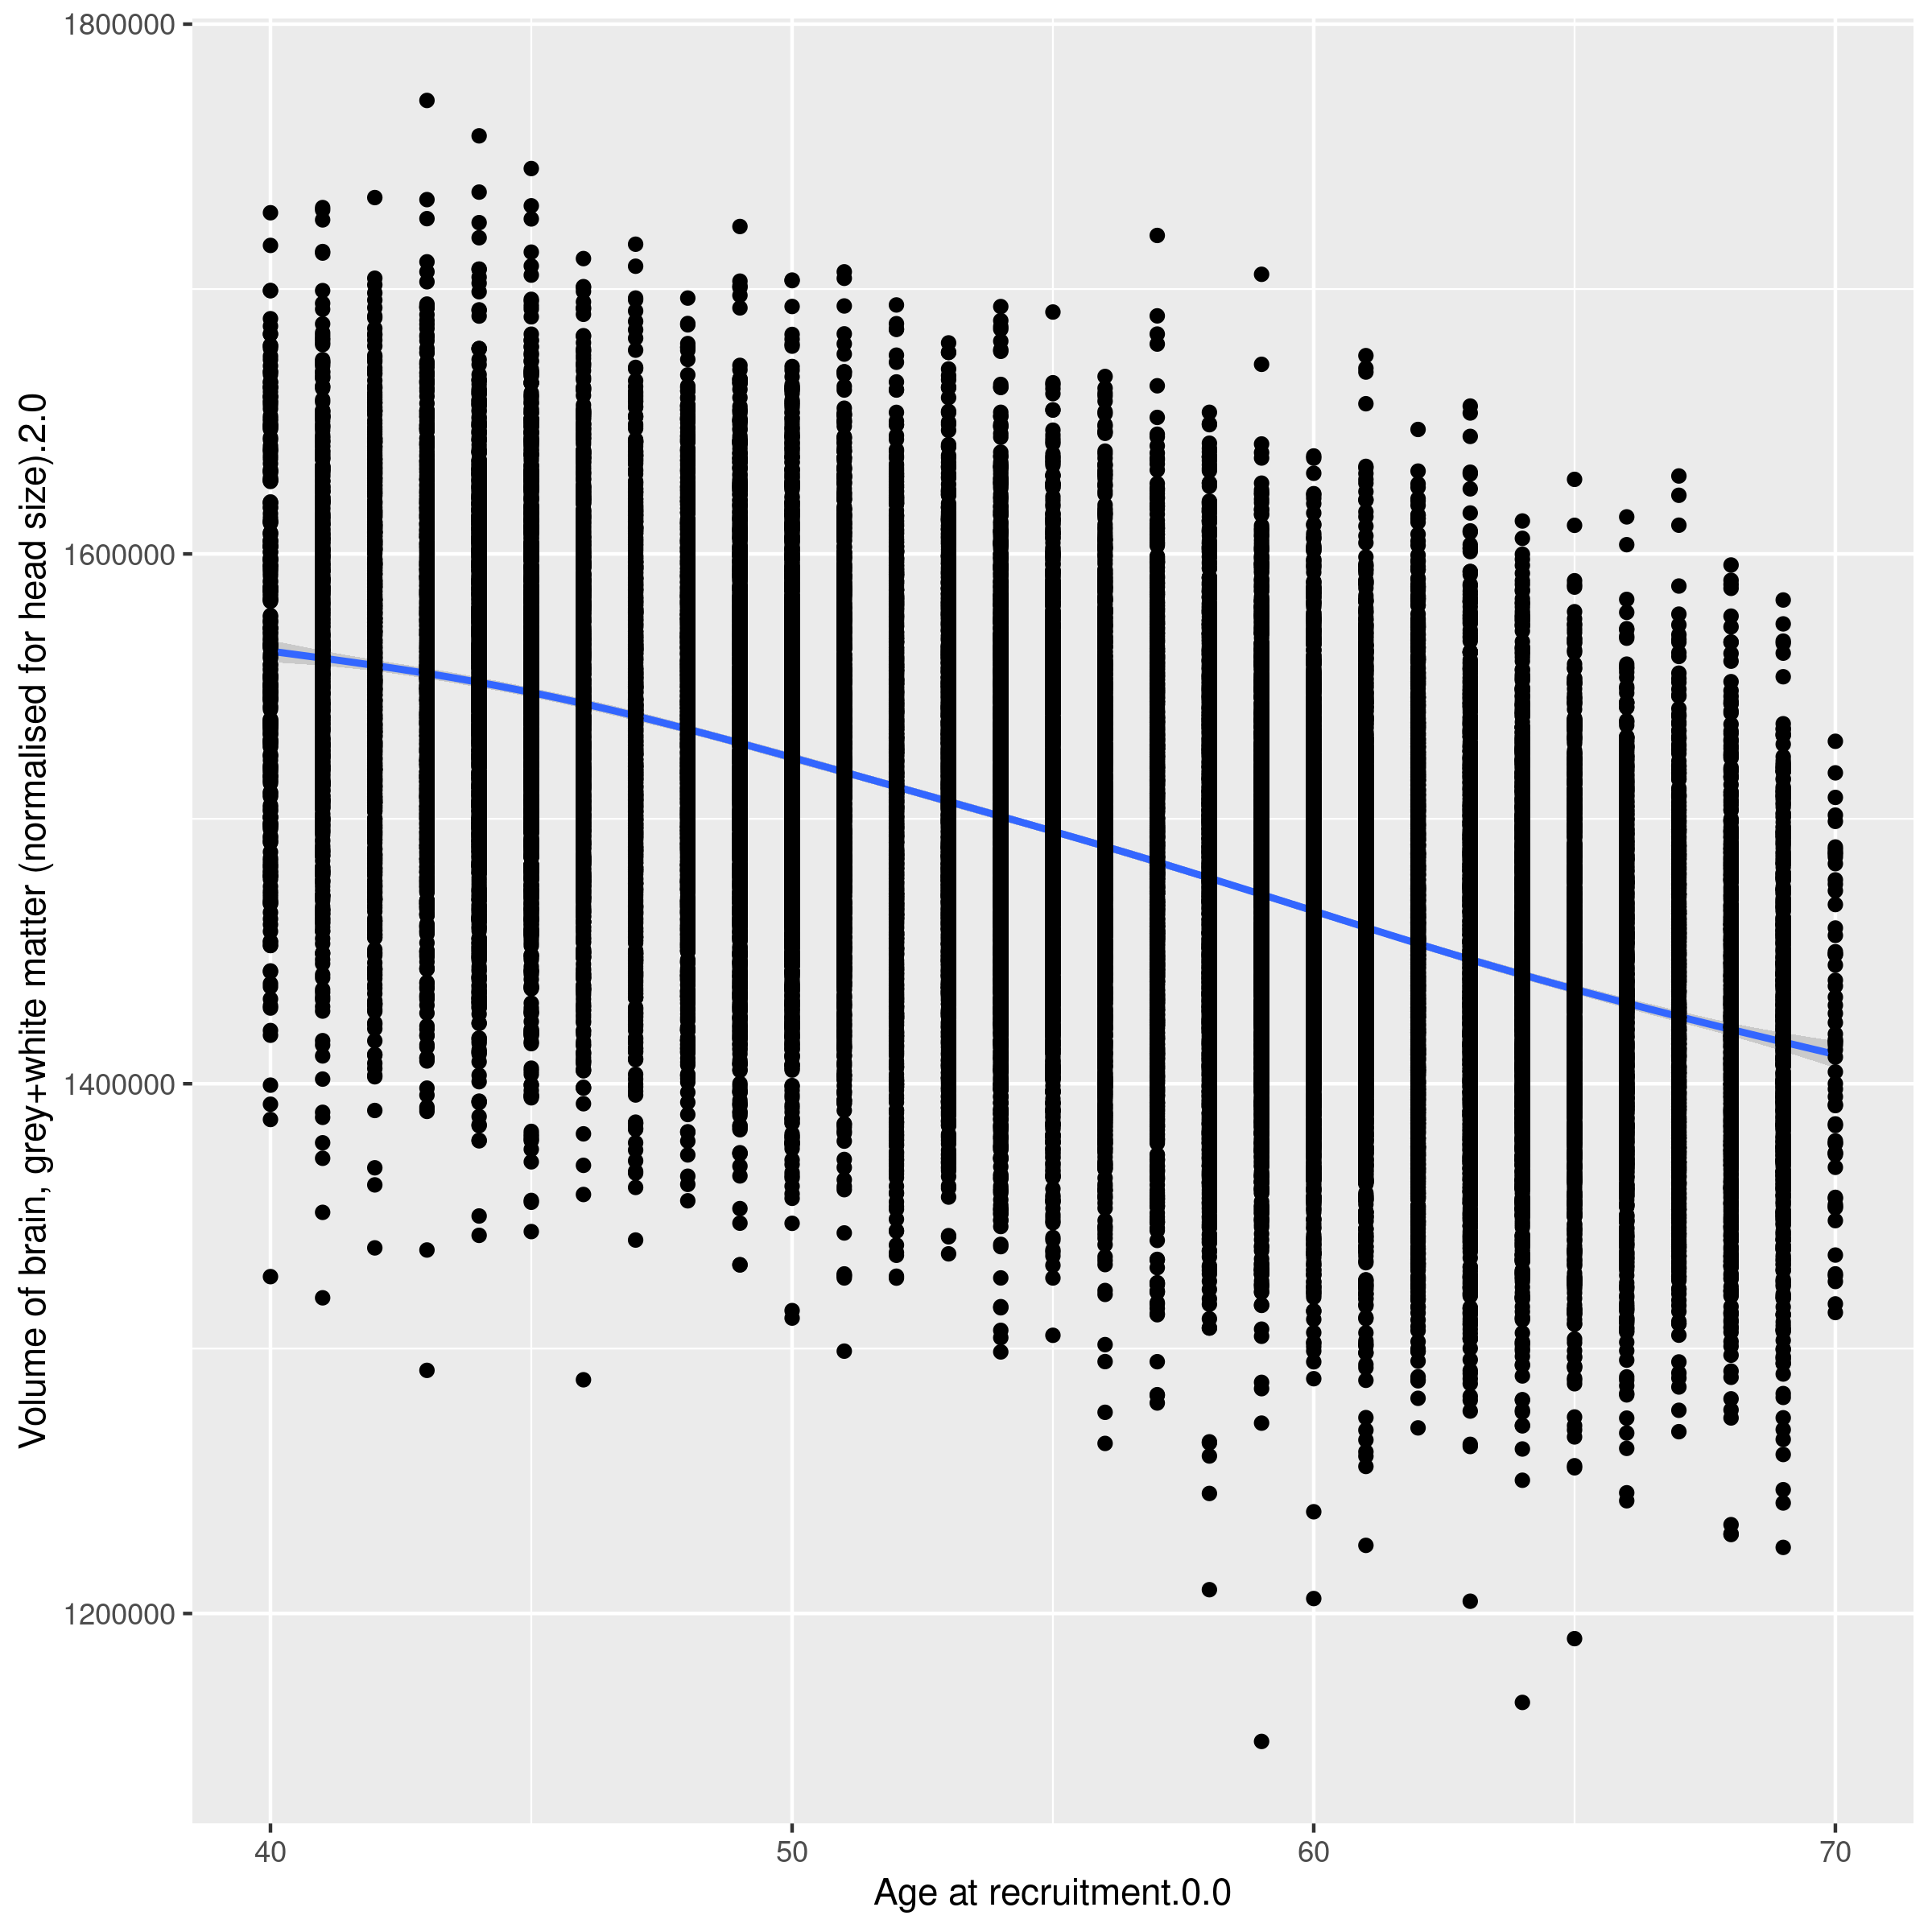 Volume of brain, grey+white matter (normalised for head size).2.0
1800000
1600000
1400000
1200000
40 50 60 70
Age at recruitment.0.0